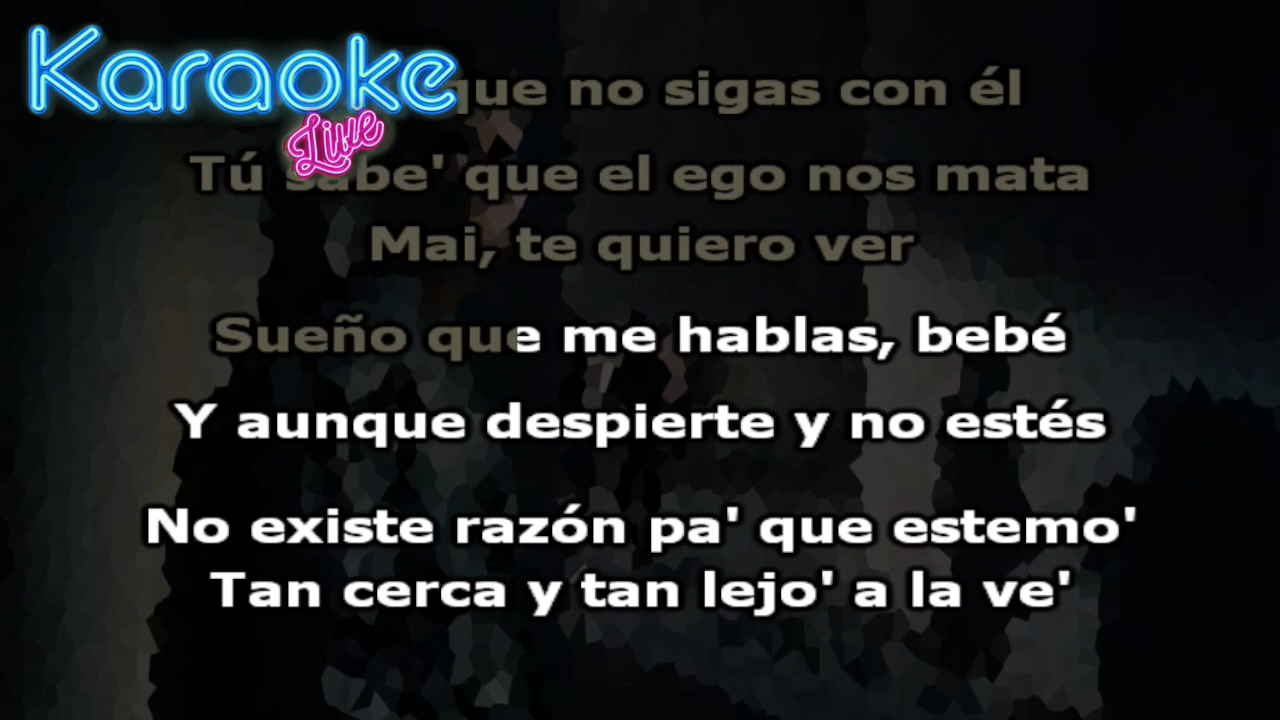 Karaoke
Live
que no sigas con él
Tú sabe' que el ego nos mata
Mai, te quiero ver
Sueño que me hablas, bebé
Y aunque despierte y no estés
No existe razón pa' que estemo'
Tan cerca y tan lejo' a la ve'